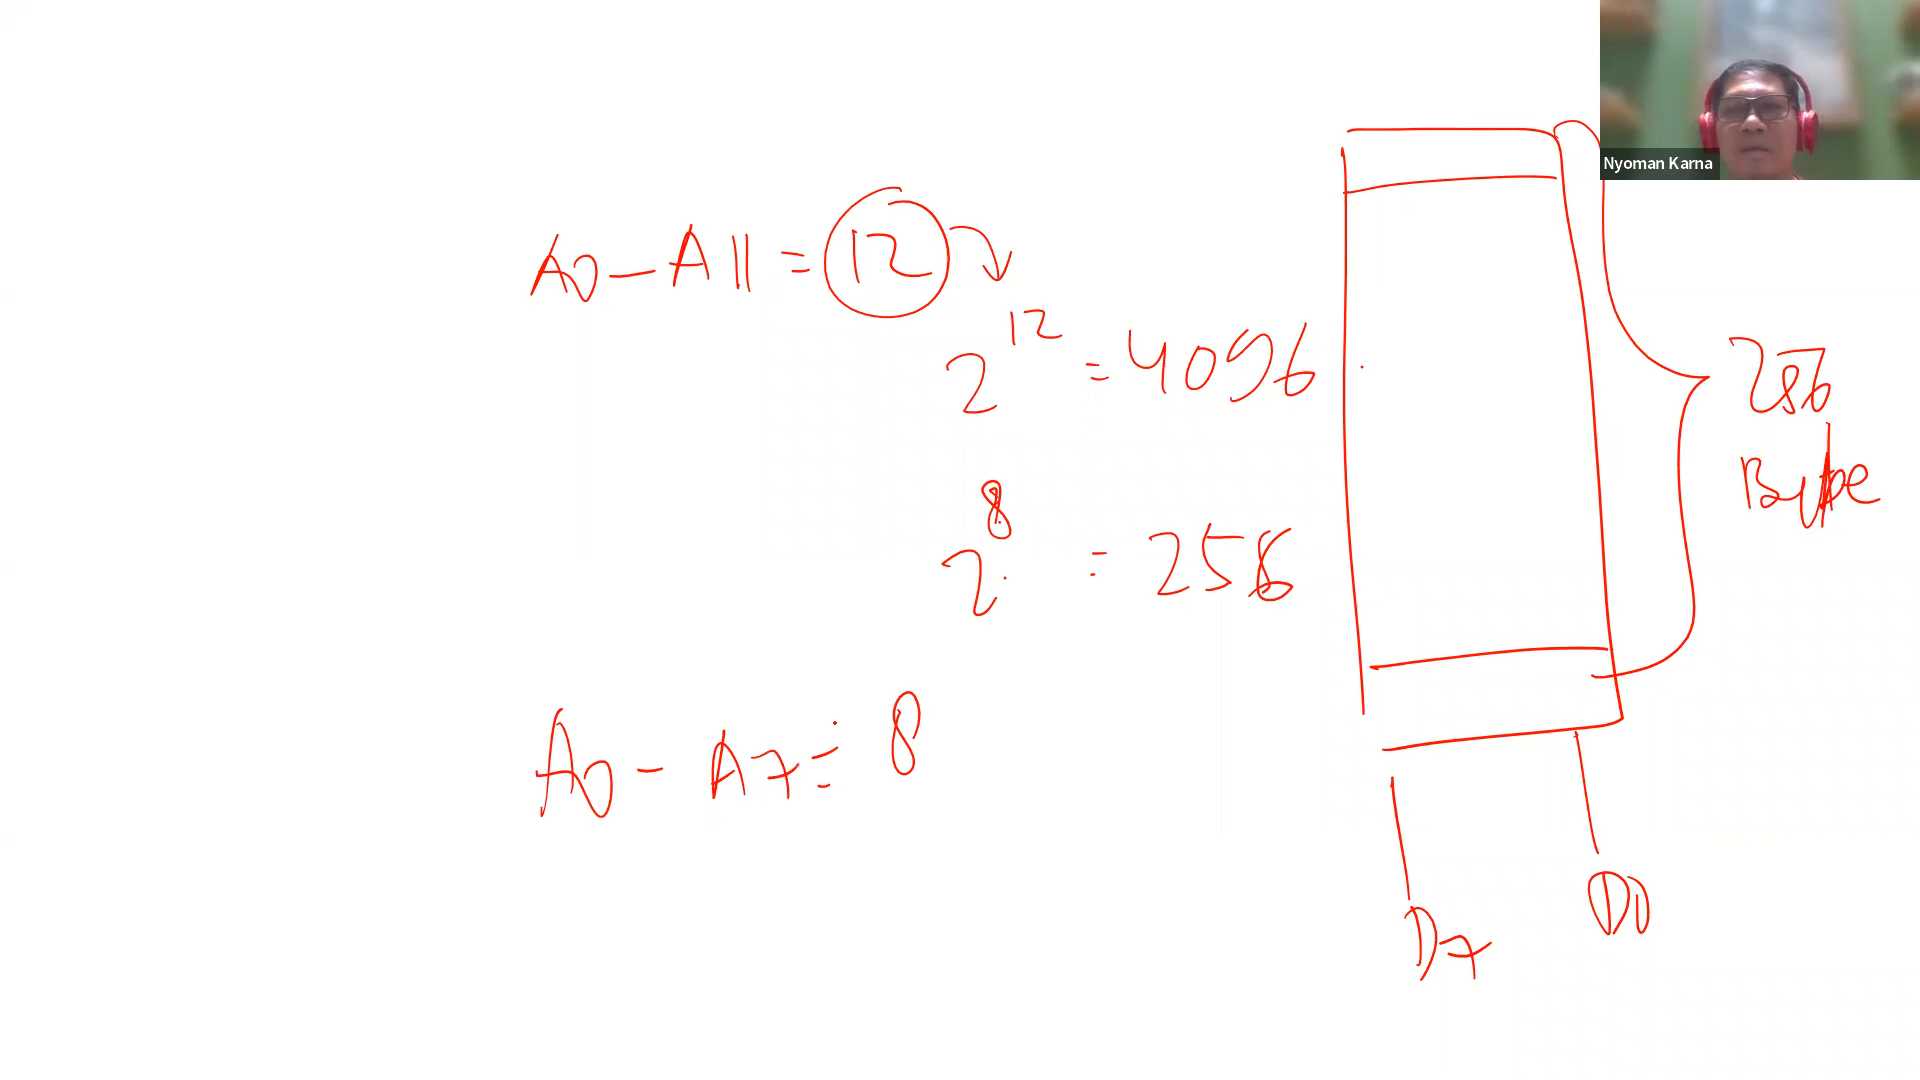 Nyoman Karna
A0 - A11 = 12
2^12 = 4096
2^8 = 256
256
Byte
A0 - A7 = 8
D7
D0